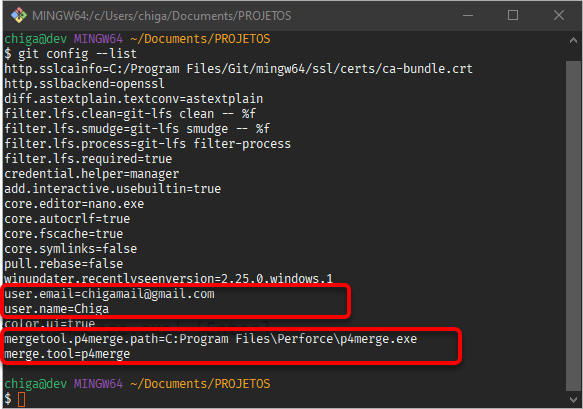 MINGW64:/c/Users/chiga/Documents/PROJETOS
chiga@dev MINGW64 ~/Documents/PROJETOS
$ git config --list
http.sslcainfo=C:/Program Files/Git/mingw64/ssl/certs/ca-bundle.crt
http.sslbackend=openssl
diff.astextplain.textconv=astextplain
filter.lfs.clean=git-lfs clean -- %f
filter.lfs.smudge=git-lfs smudge -- %f
filter.lfs.process=git-lfs filter-process
filter.lfs.required=true
credential.helper=manager
add.interactive.usebuiltin=true
core.editor=nano.exe
core.autocrlf=true
core.fscache=true
core.symlinks=false
pull.rebase=false
winupdater.recentlyseenversion=2.25.0.windows.1
user.email=chigamail@gmail.com
user.name=Chiga
color.ui=true
mergetool.p4merge.path=C:Program Files\Perforce\p4merge.exe
merge.tool=p4merge
chiga@dev MINGW64 ~/Documents/PROJETOS
$